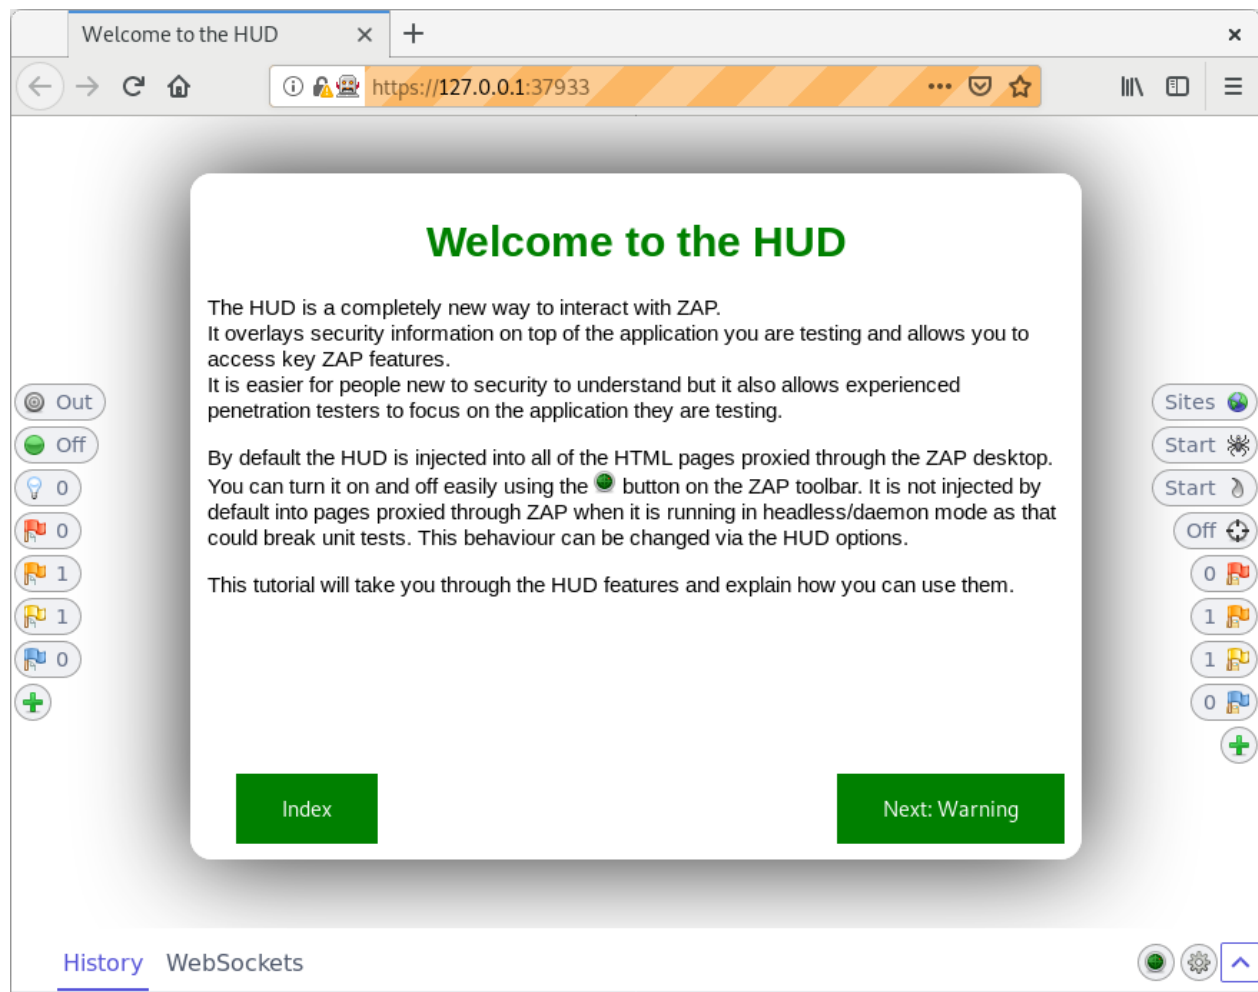 Welcome to the HUD
https://127.0.0.1:37933
Welcome to the HUD
The HUD is a completely new way to interact with ZAP.
It overlays security information on top of the application you are testing and allows you to
access key ZAP features.
It is easier for people new to security to understand but it also allows experienced
penetration testers to focus on the application they are testing.
By default the HUD is injected into all of the HTML pages proxied through the ZAP desktop.
You can turn it on and off easily using the button on the ZAP toolbar. It is not injected by
default into pages proxied through ZAP when it is running in headless/daemon mode as that
could break unit tests. This behaviour can be changed via the HUD options.
This tutorial will take you through the HUD features and explain how you can use them.
Index
Next: Warning
Out
Off
0
0
1
1
0
Sites
Start
Start
Off
0
1
1
0
History WebSockets